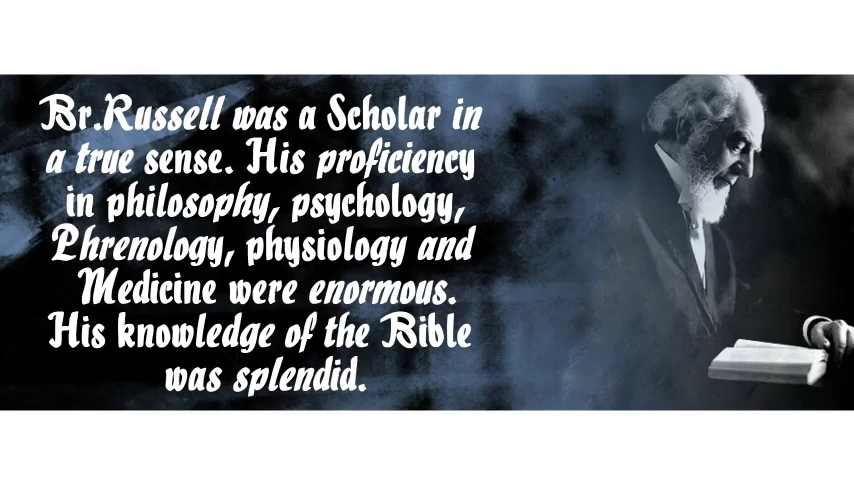 Br.Russell was a Scholar in
a true sense. His proficiency
in philosophy, psychology,
Phrenology, physiology and
Medicine were enormous.
His knowledge of the Bible
was splendid.